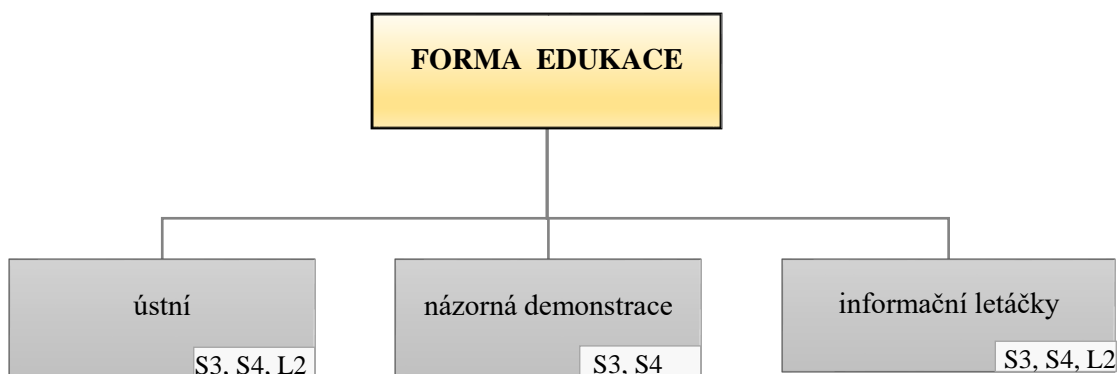 FORMA EDUKACE
ústní
S3, S4, L2
názorná demonstrace
S3, S4
informační letáčky
S3, S4, L2